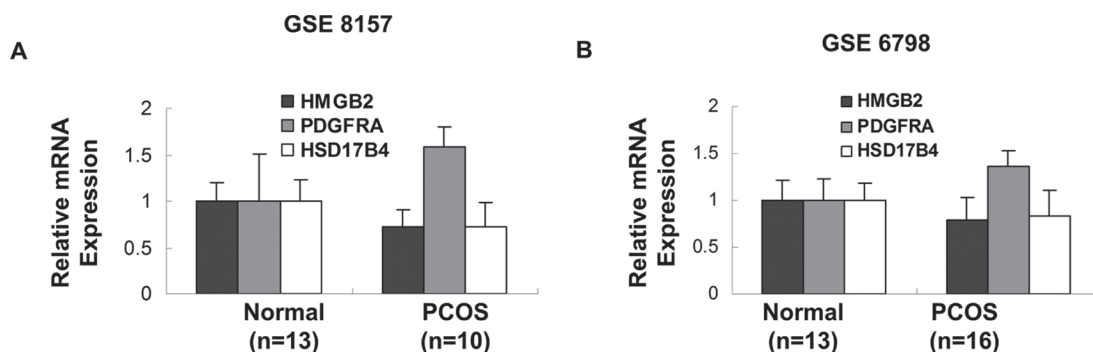 A
GSE 8157
Relative mRNA
Expression
2
1.5
1
0.5
0
HMGB2
PDGFRA
HSD17B4
Normal
(n=13)
PCOS
(n=10)
B
GSE 6798
Relative mRNA
Expression
2
1.5
1
0.5
0
HMGB2
PDGFRA
HSD17B4
Normal
(n=13)
PCOS
(n=16)